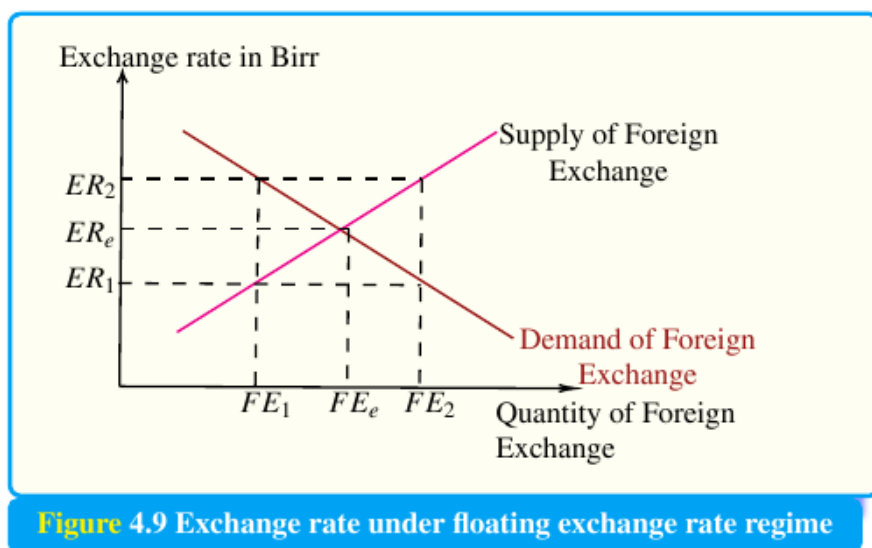 Exchange rate in Birr
Supply of Foreign
Exchange
ER₂
ERₑ
ER₁
Demand of Foreign
Exchange
FE₁ FEₑ FE₂
Quantity of Foreign
Exchange
Figure 4.9 Exchange rate under floating exchange rate regime